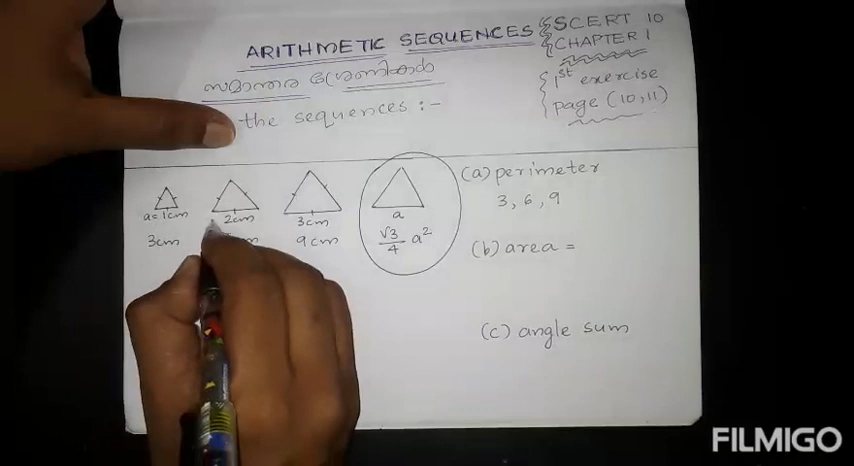 ARITHMETIC SEQUENCES
SCERT 10
CHAPTER 1
സമാന്തര ശ്രേണികൾ
1st exercise
page (10,11)
the sequences :-
(a) perimeter
3, 6, 9
a=1cm 2cm 3cm a
3cm cm 9cm √3/4 a²
(b) area =
(c) angle sum
FILMIGO